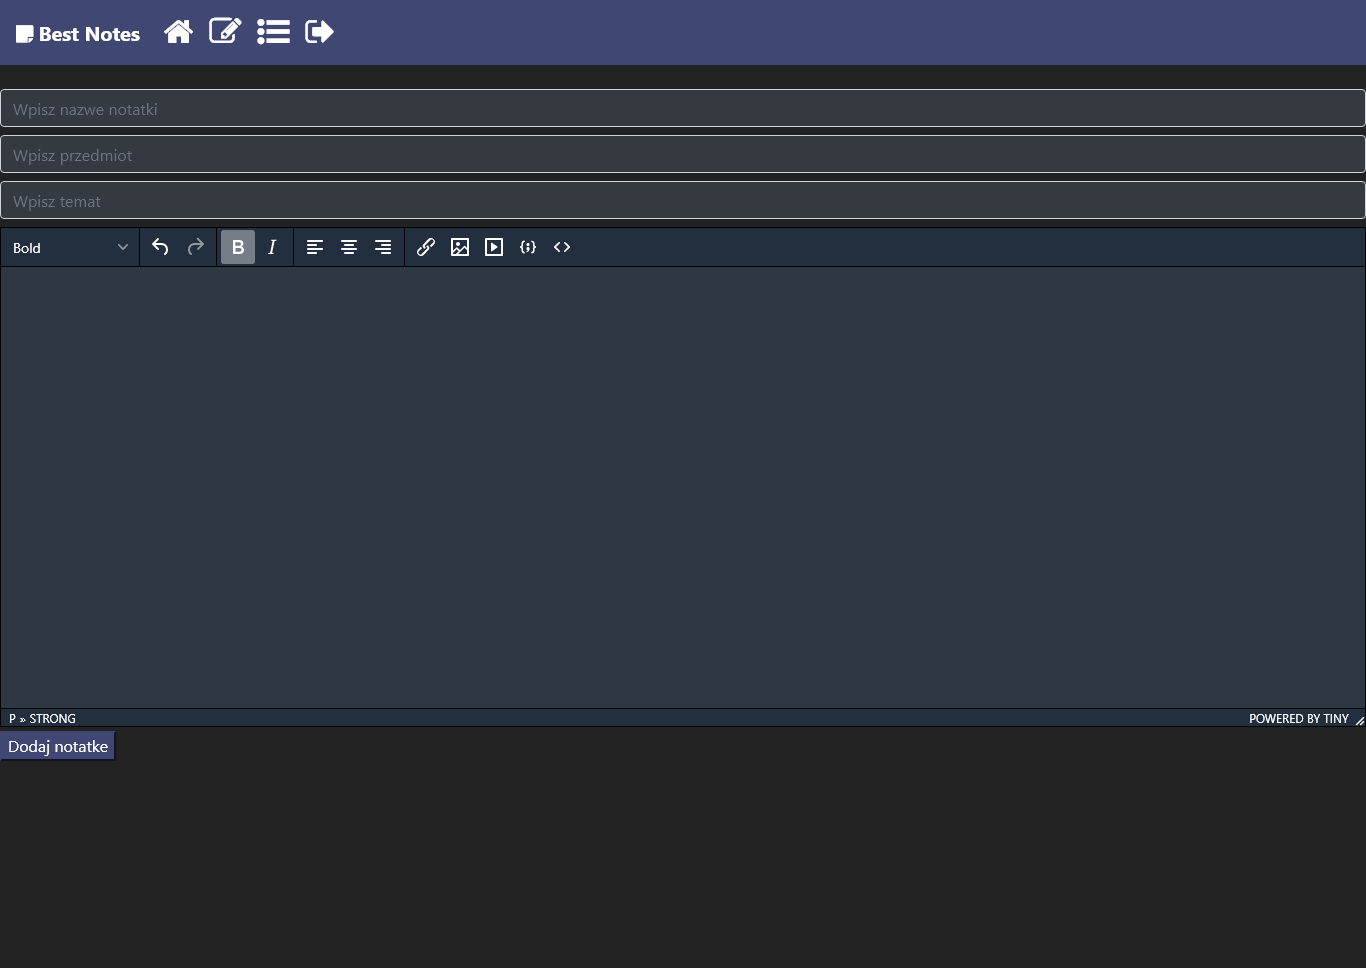 Best Notes
Wpisz nazwe notatki
Wpisz przedmiot
Wpisz temat
Bold
P » STRONG
POWERED BY TINY
Dodaj notatke